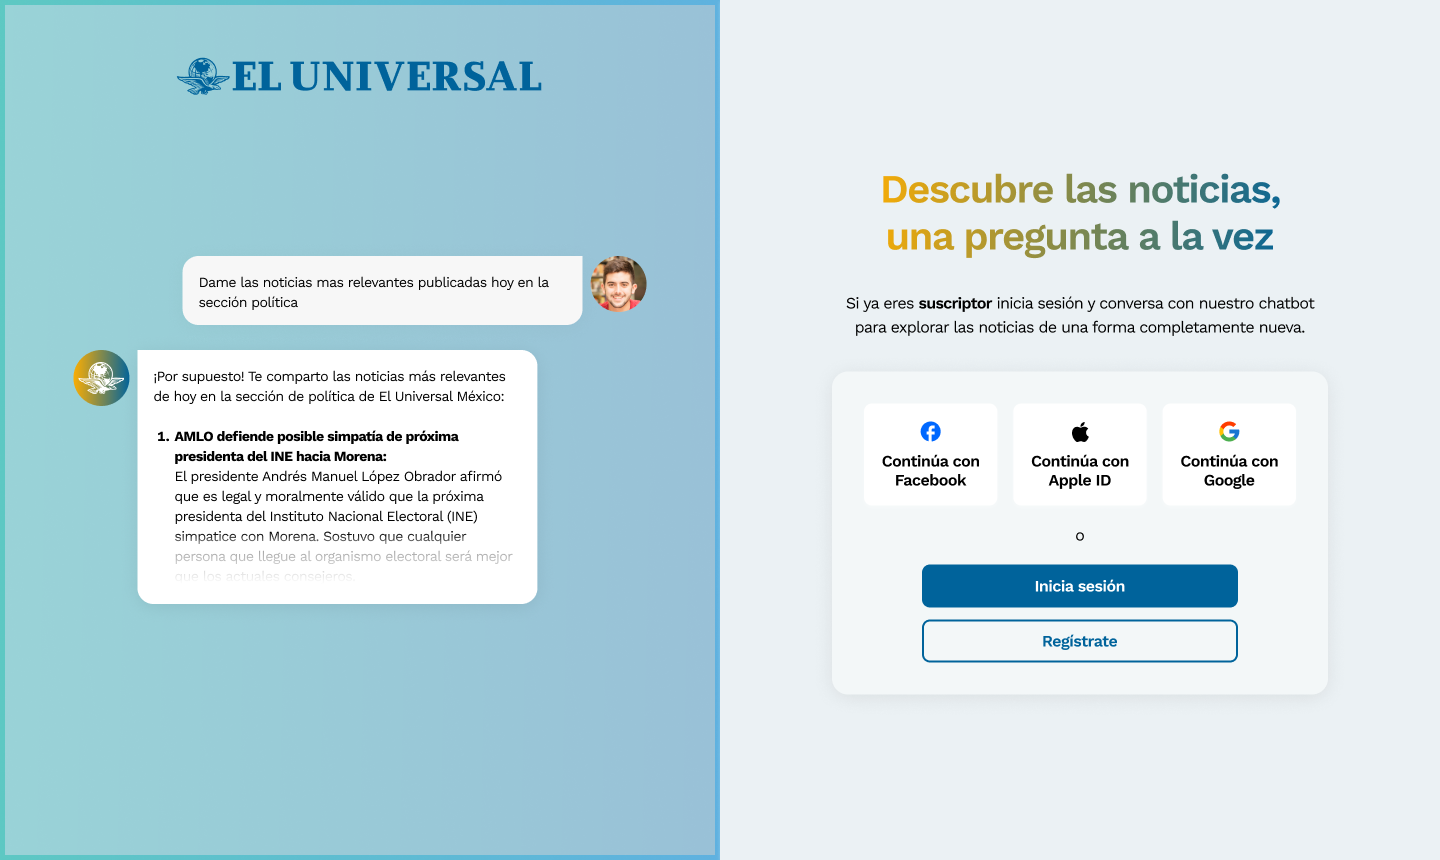 EL UNIVERSAL
Dame las noticias mas relevantes publicadas hoy en la
sección política
¡Por supuesto! Te comparto las noticias más relevantes
de hoy en la sección de política de El Universal México:
1. AMLO defiende posible simpatía de próxima
presidenta del INE hacia Morena:
El presidente Andrés Manuel López Obrador afirmó
que es legal y moralmente válido que la próxima
presidenta del Instituto Nacional Electoral (INE)
simpatice con Morena. Sostuvo que cualquier
persona que llegue al organismo electoral será mejor
que los actuales consejeros.
Descubre las noticias,
una pregunta a la vez
Si ya eres suscriptor inicia sesión y conversa con nuestro chatbot
para explorar las noticias de una forma completamente nueva.
Continúa con
Facebook
Continúa con
Apple ID
Continúa con
Google
o
Inicia sesión
Regístrate